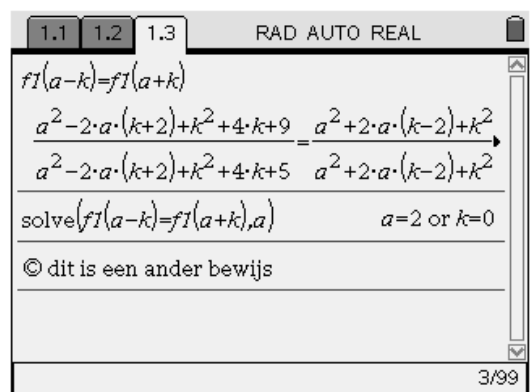 1.1 1.2 1.3 RAD AUTO REAL
f1(a−k)=f1(a+k)
a²−2·a·(k+2)+k²+4·k+9 = a²+2·a·(k−2)+k²
a²−2·a·(k+2)+k²+4·k+5 a²+2·a·(k−2)+k²
solve(f1(a−k)=f1(a+k),a) a=2 or k=0
© dit is een ander bewijs
3/99